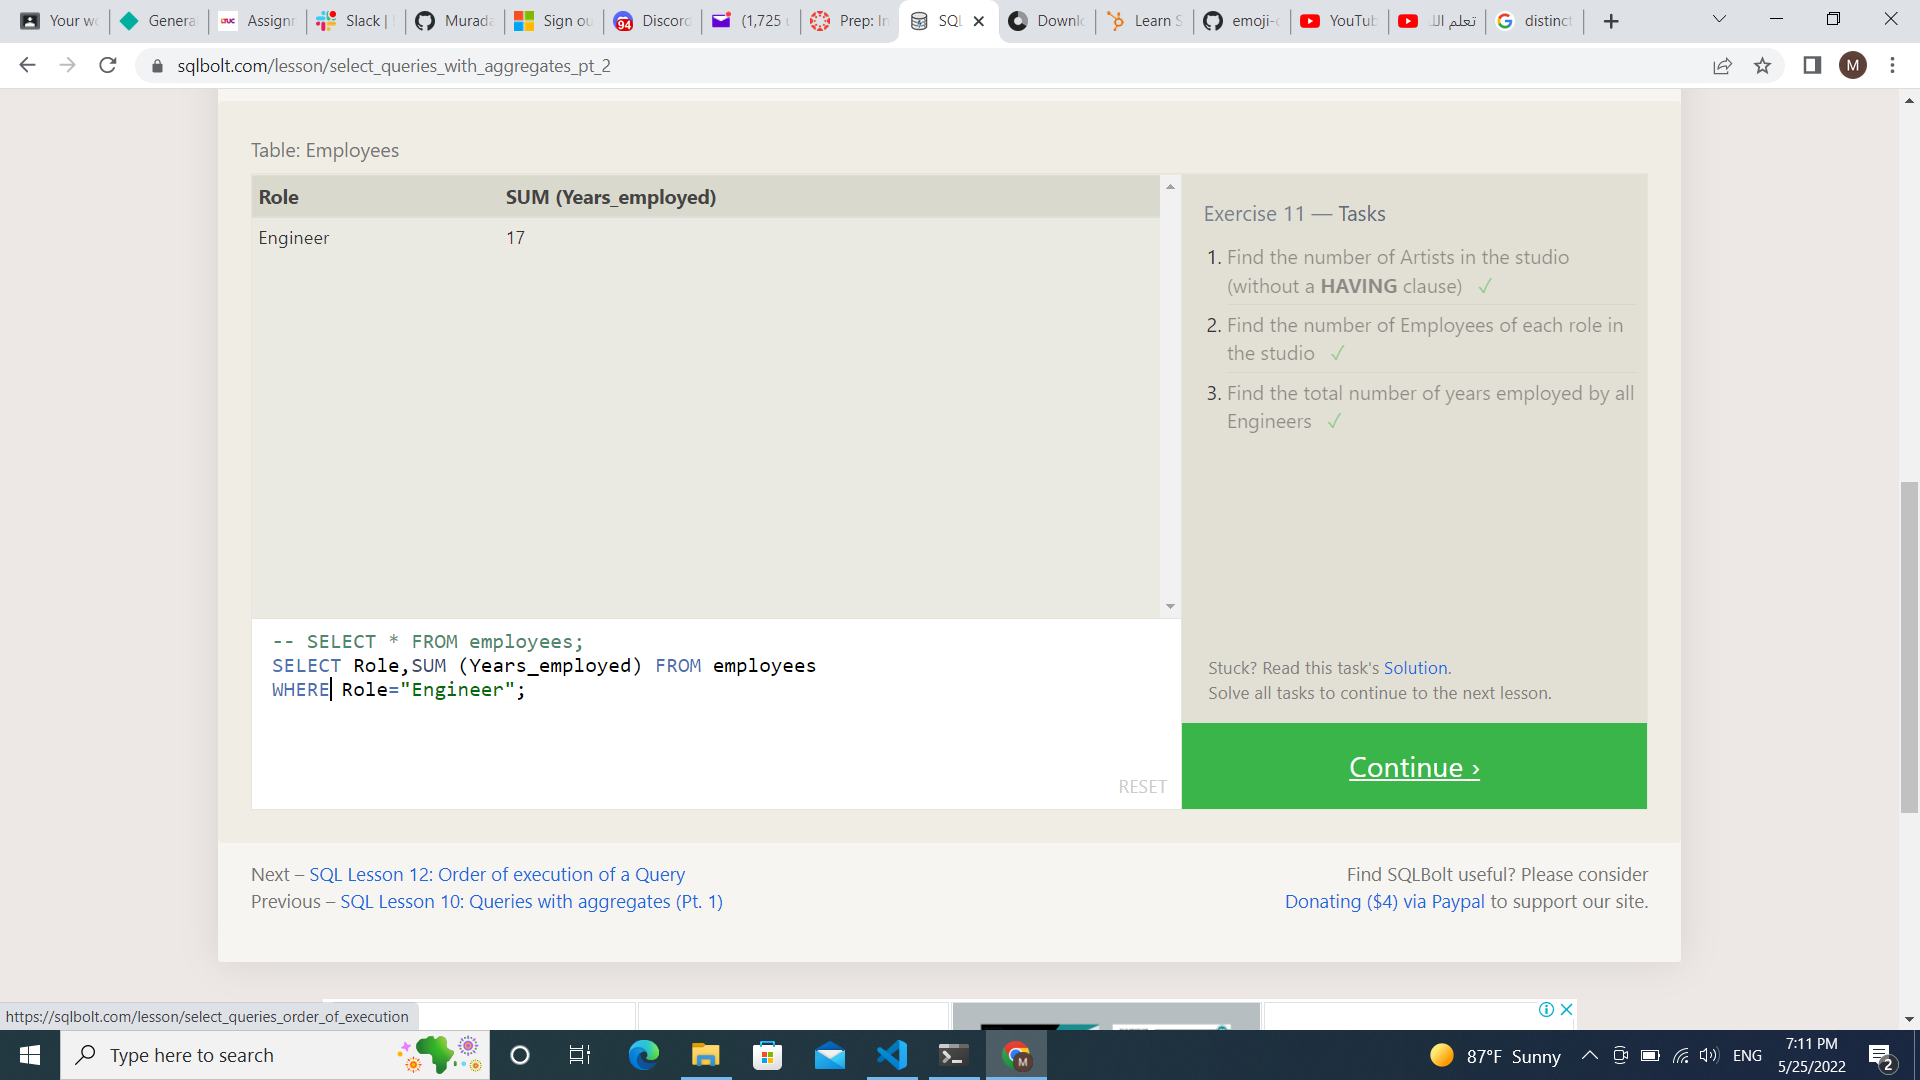 Your wo
Genera
LTUC
Assignm
Slack |
Murada
Sign ou
94
Discord
(1,725 u
Prep: In
SQL
Downlo
Learn S
emoji-c
YouTub
تعلم الـ
distinct
sqlbolt.com/lesson/select_queries_with_aggregates_pt_2
M
Table: Employees
Role SUM (Years_employed)
Engineer 17
Exercise 11 — Tasks
1. Find the number of Artists in the studio
(without a HAVING clause) ✓
2. Find the number of Employees of each role in
the studio ✓
3. Find the total number of years employed by all
Engineers ✓
-- SELECT * FROM employees;
SELECT Role,SUM (Years_employed) FROM employees
WHERE Role="Engineer";
RESET
Stuck? Read this task's Solution.
Solve all tasks to continue to the next lesson.
Continue ›
Next – SQL Lesson 12: Order of execution of a Query
Previous – SQL Lesson 10: Queries with aggregates (Pt. 1)
Find SQLBolt useful? Please consider
Donating ($4) via Paypal to support our site.
https://sqlbolt.com/lesson/select_queries_order_of_execution
Type here to search
M
87°F Sunny
ENG
7:11 PM
5/25/2022
2